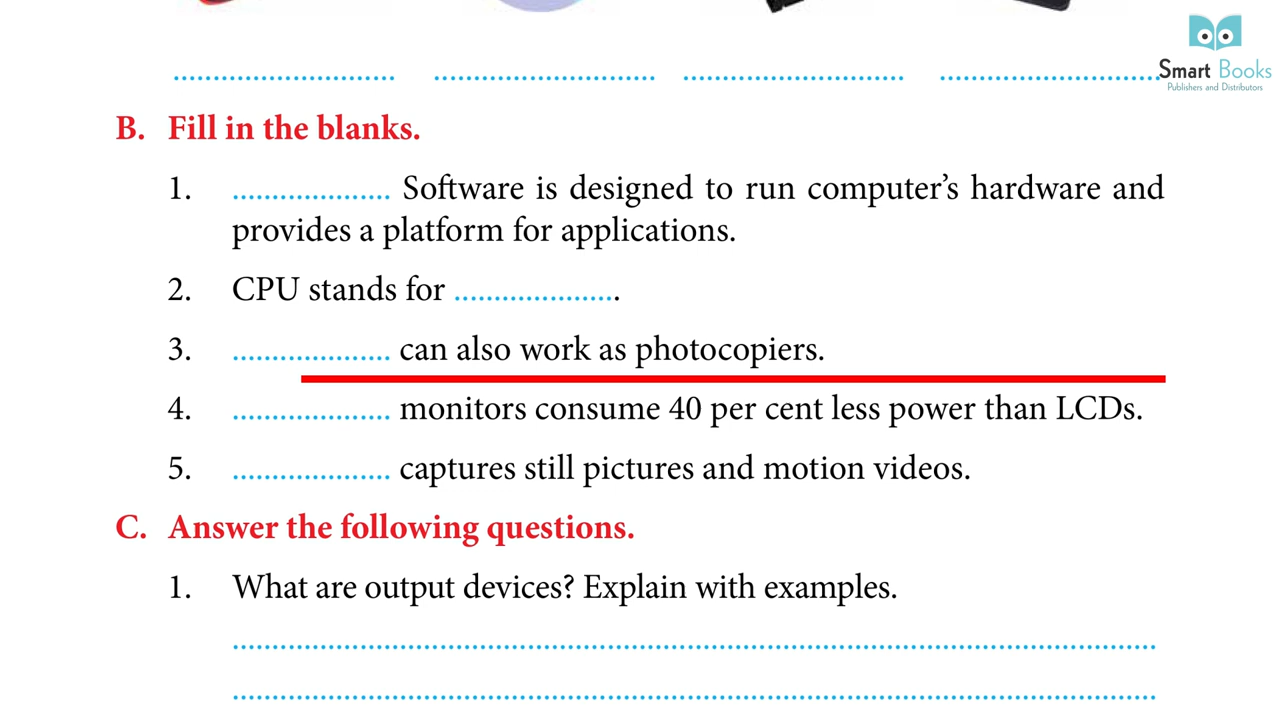 Smart Books
Publishers and Distributors
.............................. .............................. .............................. ..............................
B. Fill in the blanks.
1. .................... Software is designed to run computer's hardware and
provides a platform for applications.
2. CPU stands for .....................
3. .................... can also work as photocopiers.
4. .................... monitors consume 40 per cent less power than LCDs.
5. .................... captures still pictures and motion videos.
C. Answer the following questions.
1. What are output devices? Explain with examples.
....................................................................................................
....................................................................................................